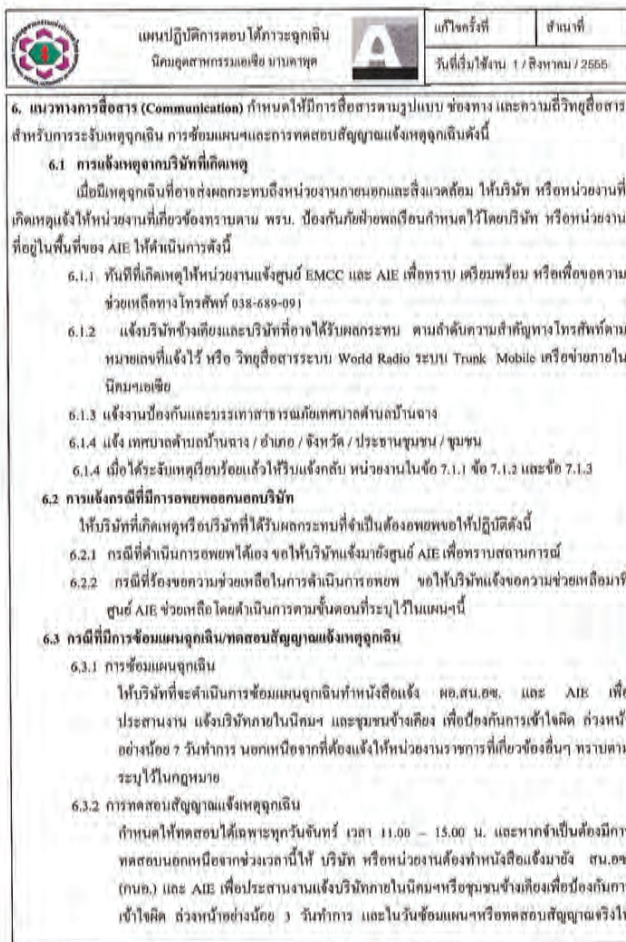 แผนปฏิบัติการตอบโต้ภาวะฉุกเฉิน
นิคมอุตสาหกรรมเอเซีย มาบตาพุด
แก้ไขครั้งที่
สำเนาที่
วันที่เริ่มใช้งาน 1 / สิงหาคม / 2555
6. แนวทางการสื่อสาร (Communication) กำหนดให้มีการสื่อสารตามรูปแบบ ช่องทาง และความถี่วิทยุสื่อสาร
สำหรับการระงับเหตุฉุกเฉิน การซ้อมแผนฯและการทดสอบสัญญาณแจ้งเหตุฉุกเฉินดังนี้
6.1 การแจ้งเหตุจากบริษัทที่เกิดเหตุ
เมื่อมีเหตุฉุกเฉินที่อาจส่งผลกระทบถึงหน่วยงานภายนอกและสิ่งแวดล้อม ให้บริษัท หรือหน่วยงานที่
เกิดเหตุแจ้งให้หน่วยงานที่เกี่ยวข้องทราบตาม พรบ. ป้องกันภัยฝ่ายพลเรือนกำหนดไว้โดยบริษัท หรือหน่วยงาน
ที่อยู่ในพื้นที่ของ AIE ให้ดำเนินการดังนี้
6.1.1 ทันทีที่เกิดเหตุให้หน่วยงานแจ้งศูนย์ EMCC และ AIE เพื่อทราบ เตรียมพร้อม หรือเพื่อขอความ
ช่วยเหลือทางโทรศัพท์ 038-689-091
6.1.2 แจ้งบริษัทข้างเคียงและบริษัทที่อาจได้รับผลกระทบ ตามลำดับความสำคัญทางโทรศัพท์ตาม
หมายเลขที่แจ้งไว้ หรือ วิทยุสื่อสารระบบ World Radio ระบบ Trunk Mobile เครือข่ายภายใน
นิคมฯเอเซีย
6.1.3 แจ้งงานป้องกันและบรรเทาสาธารณภัยเทศบาลตำบลบ้านฉาง
6.1.4 แจ้ง เทศบาลตำบลบ้านฉาง / อำเภอ / จังหวัด / ประธานชุมชน / ชุมชน
6.1.4 เมื่อได้ระงับเหตุเรียบร้อยแล้วให้รีบแจ้งกลับ หน่วยงานในข้อ 7.1.1 ข้อ 7.1.2 และข้อ 7.1.3
6.2 การแจ้งกรณีที่มีการอพยพออกนอกบริษัท
ให้บริษัทที่เกิดเหตุหรือบริษัทที่ได้รับผลกระทบที่จำเป็นต้องอพยพขอให้ปฏิบัติดังนี้
6.2.1 กรณีที่ดำเนินการอพยพได้เอง ขอให้บริษัทแจ้งมายังศูนย์ AIE เพื่อทราบสถานการณ์
6.2.2 กรณีที่ร้องขอความช่วยเหลือในการดำเนินการอพยพ ขอให้บริษัทแจ้งขอความช่วยเหลือมาที่
ศูนย์ AIE ช่วยเหลือโดยดำเนินการตามขั้นตอนที่ระบุไว้ในแผนฯนี้
6.3 กรณีที่มีการซ้อมแผนฉุกเฉิน/ทดสอบสัญญาณแจ้งเหตุฉุกเฉิน
6.3.1 การซ้อมแผนฉุกเฉิน
ให้บริษัทที่จะดำเนินการซ้อมแผนฉุกเฉินทำหนังสือแจ้ง ผอ.สน.อช. และ AIE เพื่อ
ประสานงาน แจ้งบริษัทภายในนิคมฯ และชุมชนข้างเคียง เพื่อป้องกันการเข้าใจผิด ล่วงหน้า
อย่างน้อย 7 วันทำการ นอกเหนือจากที่ต้องแจ้งให้หน่วยงานราชการที่เกี่ยวข้องอื่นๆ ทราบตาม
ระบุไว้ในกฎหมาย
6.3.2 การทดสอบสัญญาณแจ้งเหตุฉุกเฉิน
กำหนดให้ทดสอบได้เฉพาะทุกวันจันทร์ เวลา 11.00 – 15.00 น. และหากจำเป็นต้องมีการ
ทดสอบนอกเหนือจากช่วงเวลานี้ให้ บริษัท หรือหน่วยงานต้องทำหนังสือแจ้งมายัง สน.อช
(กนอ.) และ AIE เพื่อประสานงานแจ้งบริษัทภายในนิคมฯหรือชุมชนข้างเคียงเพื่อป้องกันการ
เข้าใจผิด ล่วงหน้าอย่างน้อย 3 วันทำการ และในวันซ้อมแผนฯหรือทดสอบสัญญาณจริงให้